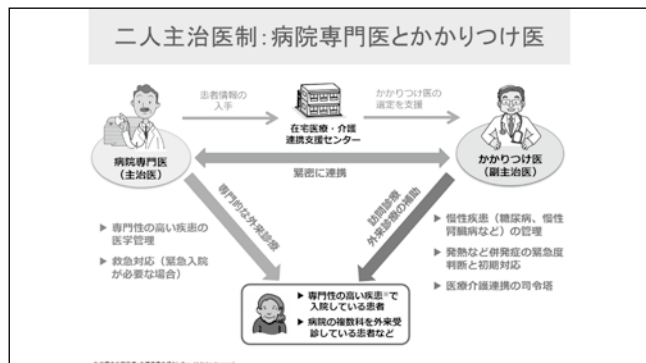 二人主治医制:病院専門医とかかりつけ医
患者情報の
入手
かかりつけ医の
選定を支援
在宅医療・介護
連携支援センター
病院専門医
（主治医）
緊密に連携
かかりつけ医
（副主治医）
専門的な外来診療
訪問診療
外来診療の補助
▶ 専門性の高い疾患の
医学管理
▶ 救急対応（緊急入院
が必要な場合）
▶ 慢性疾患（糖尿病、慢性
腎臓病など）の管理
▶ 発熱など併発症の緊急度
判断と初期対応
▶ 医療介護連携の司令塔
▶ 専門性の高い疾患※で
入院している患者
▶ 病院の複数科を外来受
診している患者など